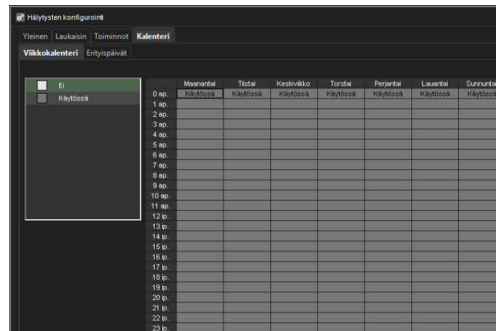 Hälytysten konfigurointi
Yleinen Laukaisin Toiminnot Kalenteri
Viikkokalenteri Erityispäivät
Ei
Käytössä
Maanantai Tiistai Keskiviikko Torstai Perjantai Lauantai Sunnuntai
0 ap. Käytössä Käytössä Käytössä Käytössä Käytössä Käytössä Käytössä
1 ap.
2 ap.
3 ap.
4 ap.
5 ap.
6 ap.
7 ap.
8 ap.
9 ap.
10 ap.
11 ap.
12 ip.
13 ip.
14 ip.
15 ip.
16 ip.
17 ip.
18 ip.
19 ip.
20 ip.
21 ip.
22 ip.
23 ip.